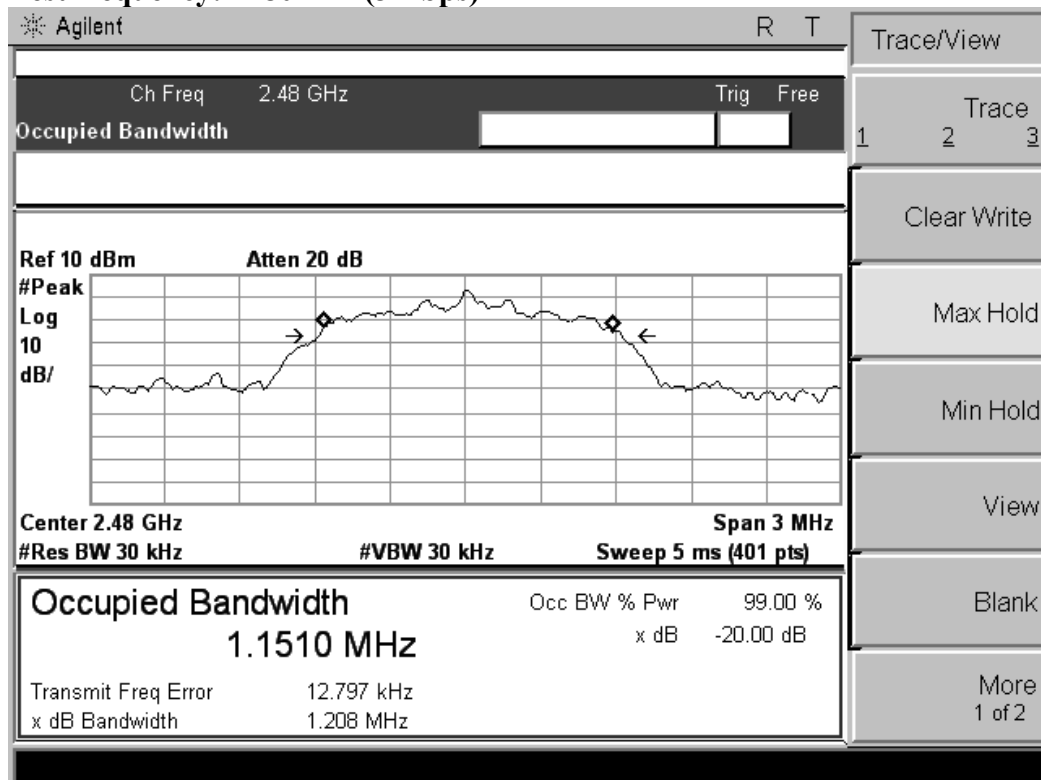 Agilent R T
Trace/View
Ch Freq 2.48 GHz Trig Free
Occupied Bandwidth
Trace
1 2 3
Clear Write
Max Hold
Min Hold
View
Blank
More
1 of 2
Ref 10 dBm Atten 20 dB
#Peak
Log
10
dB/
Center 2.48 GHz Span 3 MHz
#Res BW 30 kHz #VBW 30 kHz Sweep 5 ms (401 pts)
Occupied Bandwidth
1.1510 MHz
Occ BW % Pwr 99.00 %
x dB -20.00 dB
Transmit Freq Error 12.797 kHz
x dB Bandwidth 1.208 MHz